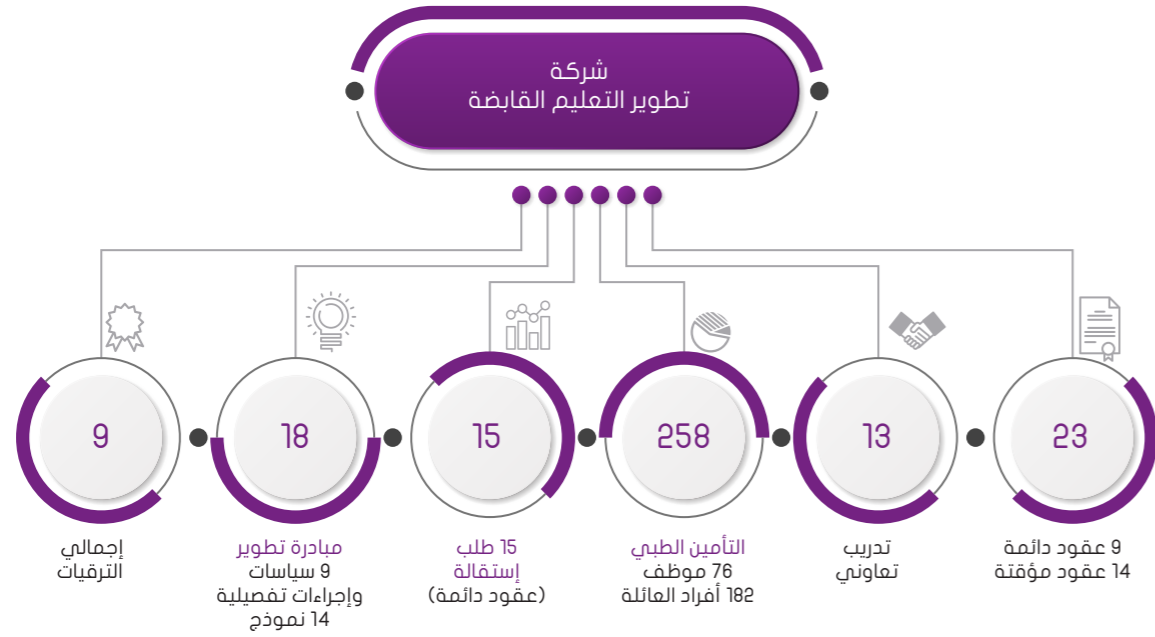 شركة
تطوير التعليم القابضة
23
9 عقود دائمة
14 عقود مؤقتة
13
تدريب
تعاوني
258
التأمين الطبي
76 موظف
182 أفراد العائلة
15
15 طلب
إستقالة
(عقود دائمة)
18
مبادرة تطوير
9 سياسات
وإجراءات تفصيلية
14 نموذج
9
إجمالي
الترقيات